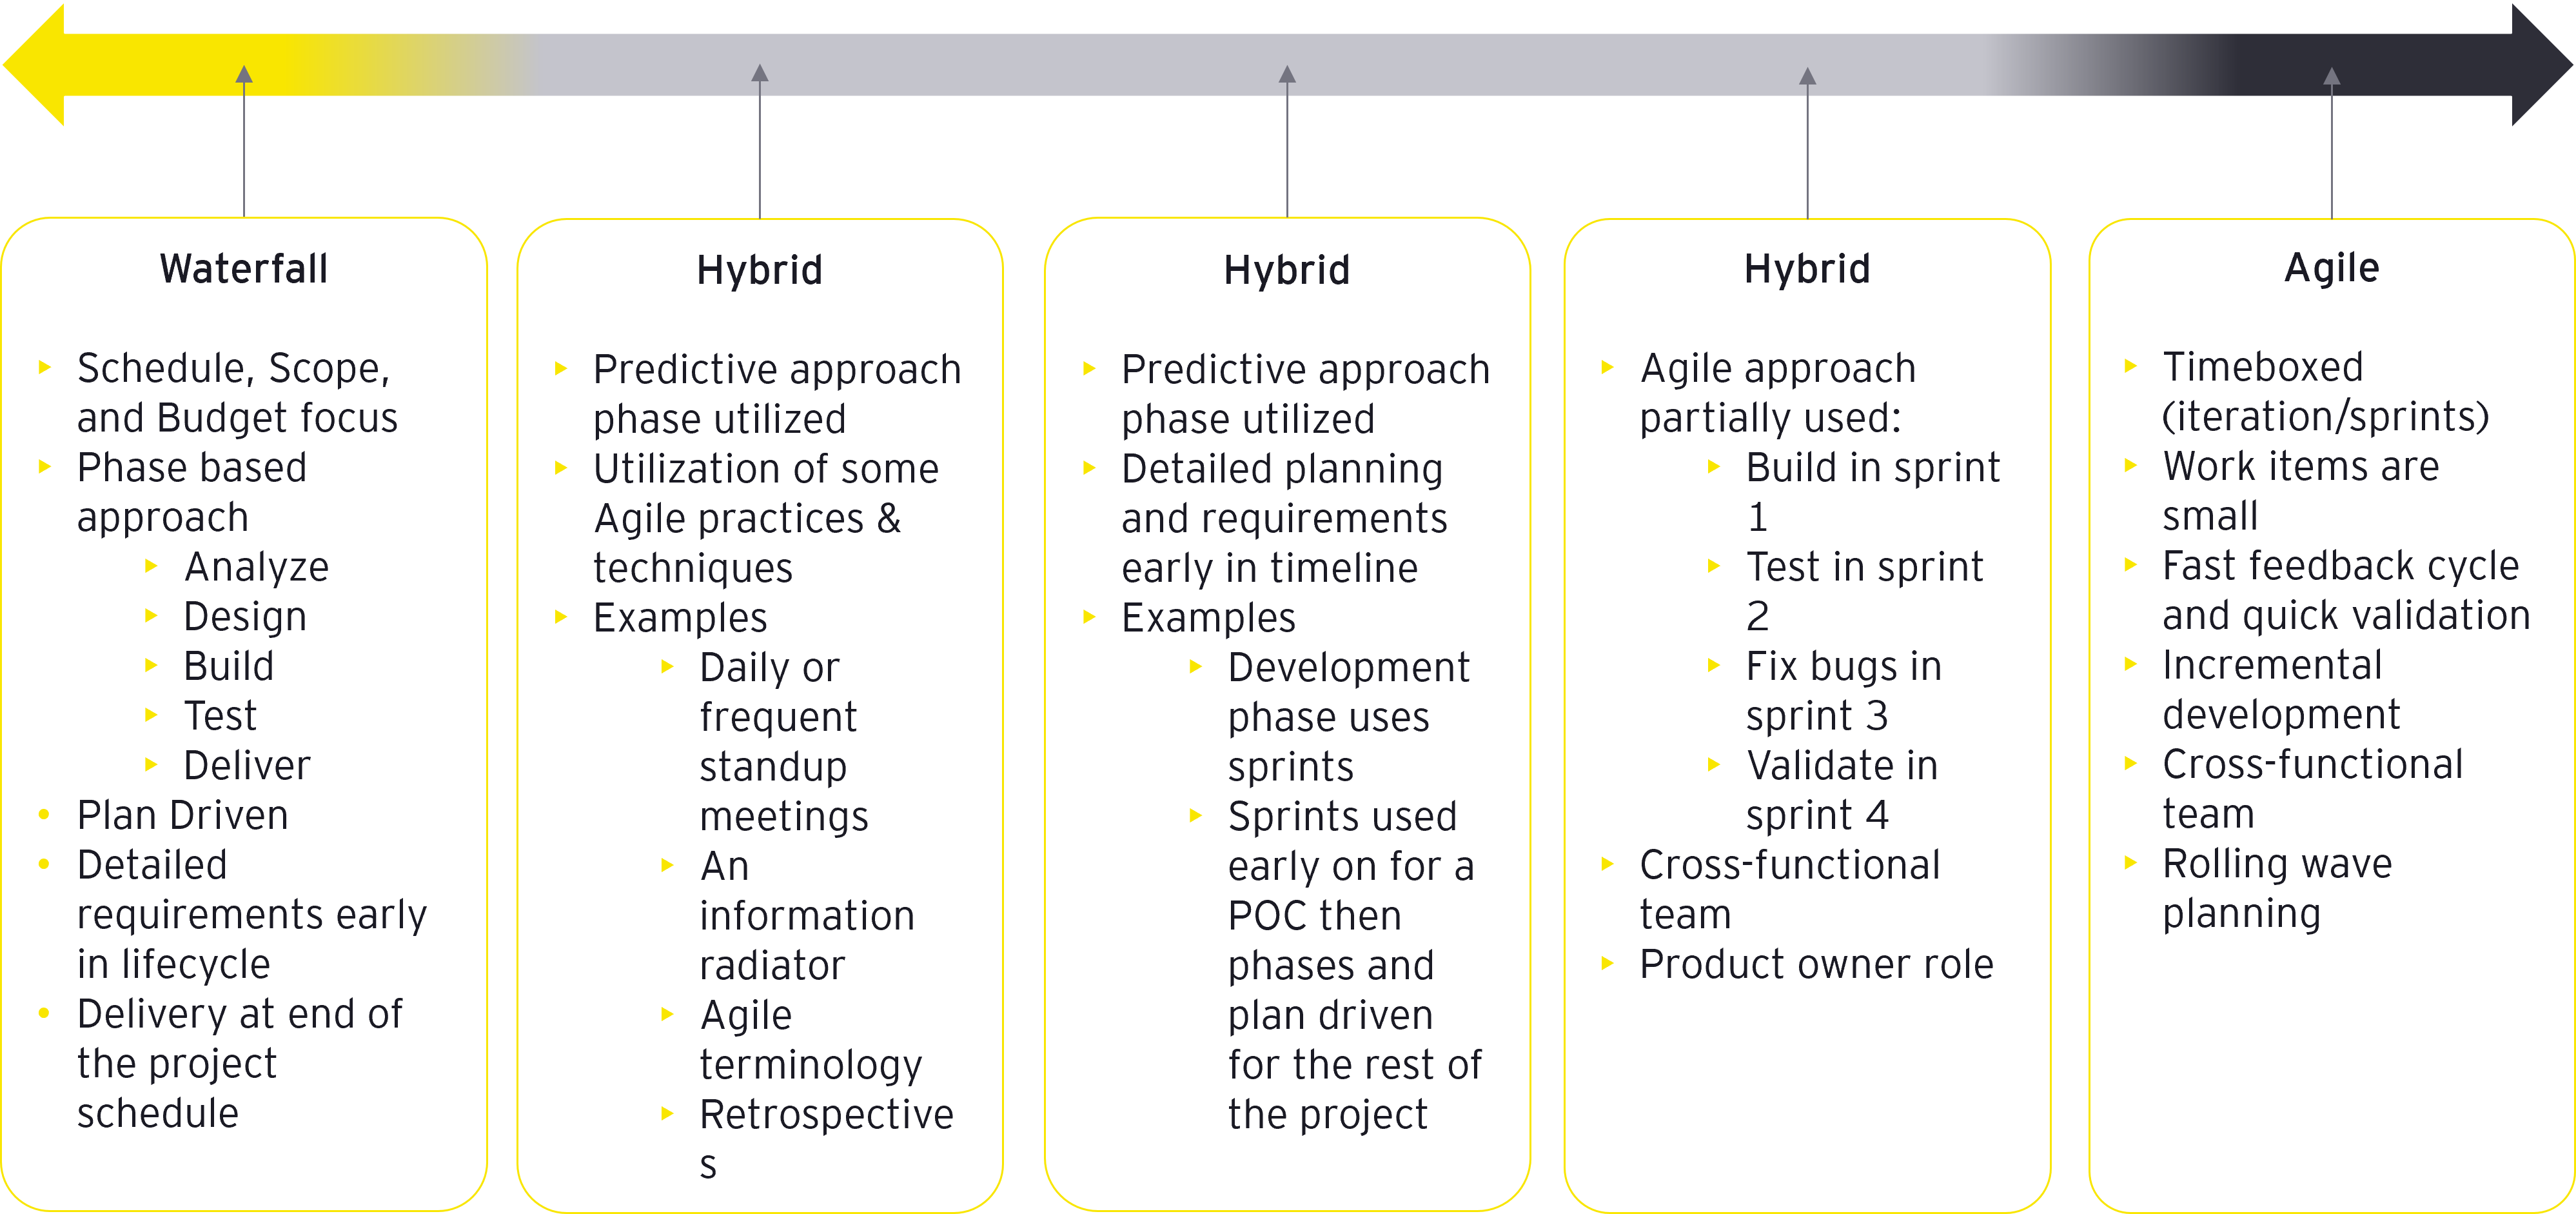 Waterfall
Schedule, Scope,
and Budget focus
Phase based
approach
Analyze
Design
Build
Test
Deliver
Plan Driven
Detailed
requirements early
in lifecycle
Delivery at end of
the project
schedule
Hybrid
Predictive approach
phase utilized
Utilization of some
Agile practices &
techniques
Examples
Daily or
frequent
standup
meetings
An
information
radiator
Agile
terminology
Retrospective
s
Hybrid
Predictive approach
phase utilized
Detailed planning
and requirements
early in timeline
Examples
Development
phase uses
sprints
Sprints used
early on for a
POC then
phases and
plan driven
for the rest of
the project
Hybrid
Agile approach
partially used:
Build in sprint
1
Test in sprint
2
Fix bugs in
sprint 3
Validate in
sprint 4
Cross-functional
team
Product owner role
Agile
Timeboxed
(iteration/sprints)
Work items are
small
Fast feedback cycle
and quick validation
Incremental
development
Cross-functional
team
Rolling wave
planning